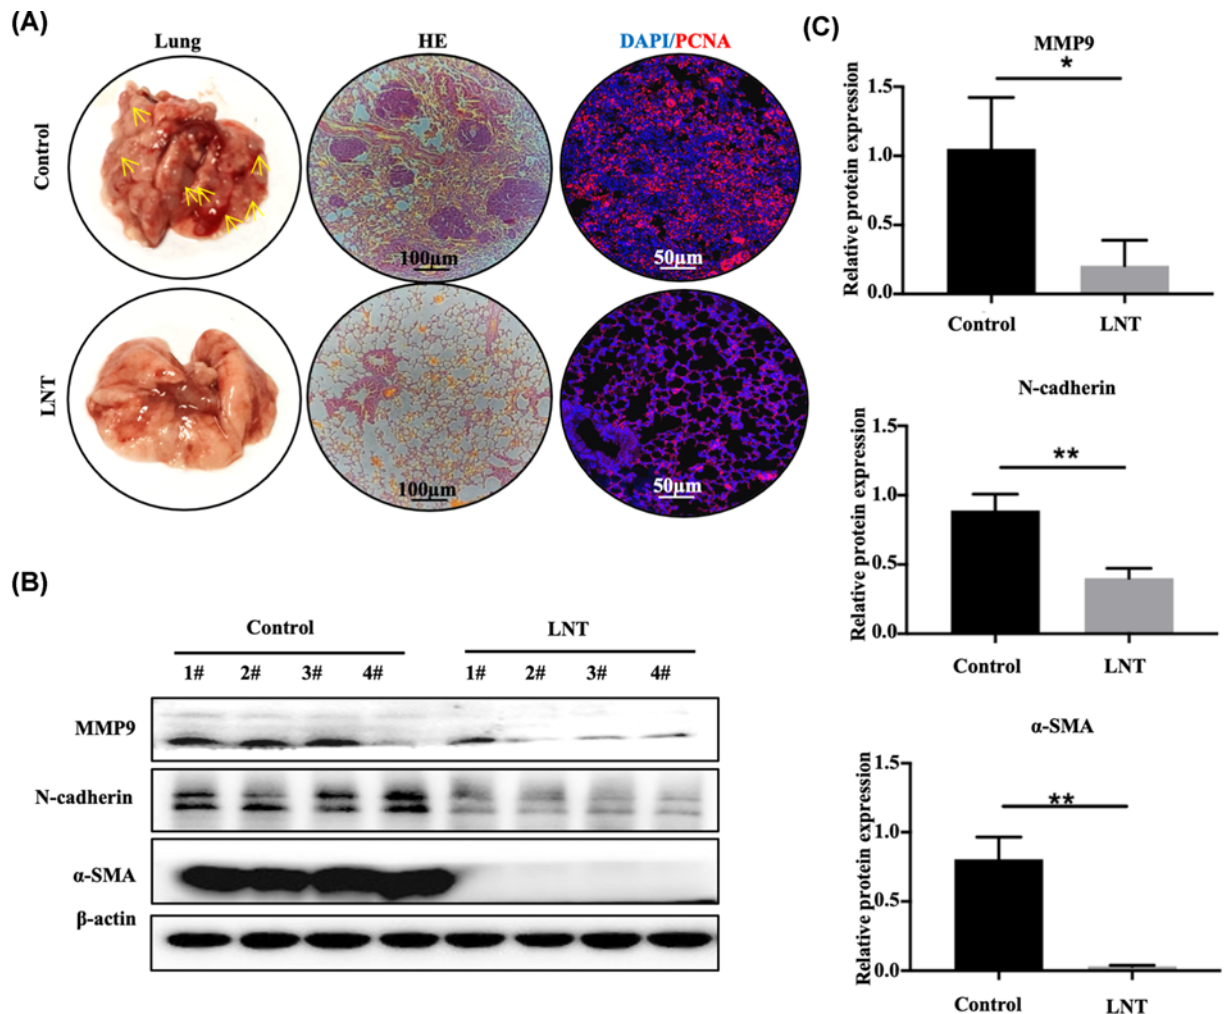 (A)
Lung
HE
DAPI/PCNA
Control
100μm
50μm
LNT
100μm
50μm
(B)
Control
LNT
1#
2#
3#
4#
1#
2#
3#
4#
MMP9
N-cadherin
α-SMA
β-actin
(C)
MMP9
*
Relative protein expression
1.5
1.0
0.5
0.0
Control
LNT
N-cadherin
**
Relative protein expression
1.5
1.0
0.5
0.0
Control
LNT
α-SMA
**
Relative protein expression
1.5
1.0
0.5
0.0
Control
LNT